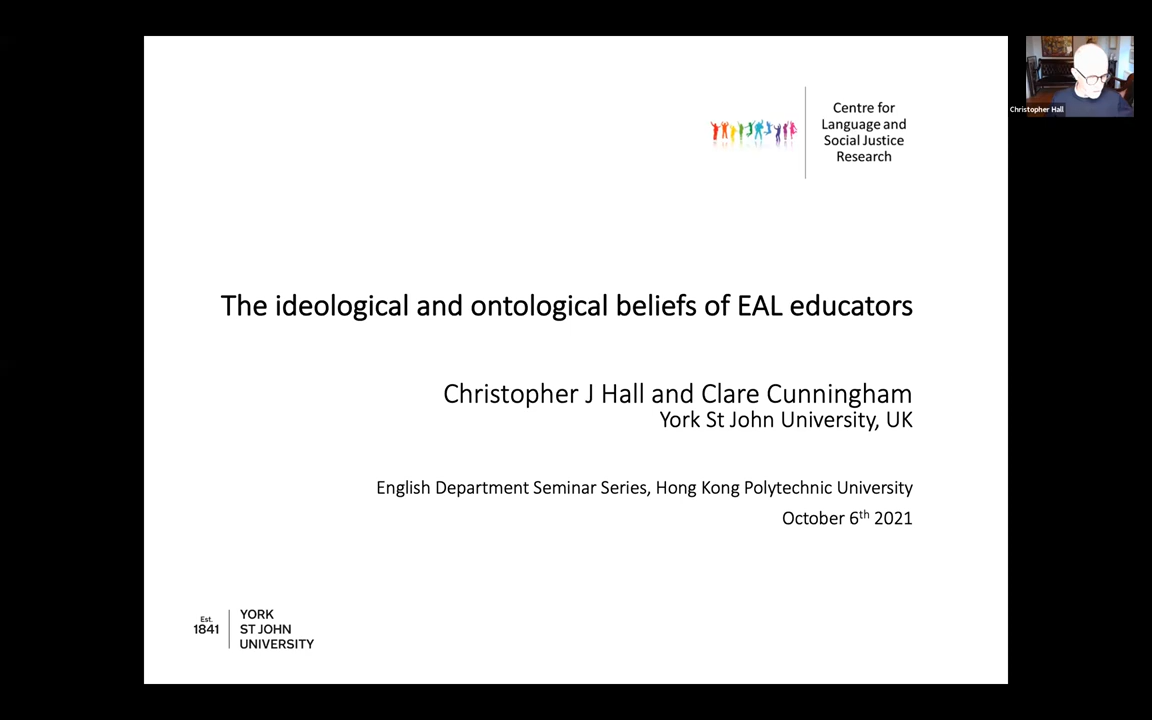 Centre for
Language and
Social Justice
Research
Christopher Hall
The ideological and ontological beliefs of EAL educators
Christopher J Hall and Clare Cunningham
York St John University, UK
English Department Seminar Series, Hong Kong Polytechnic University
October 6th 2021
Est.
1841
YORK
ST JOHN
UNIVERSITY